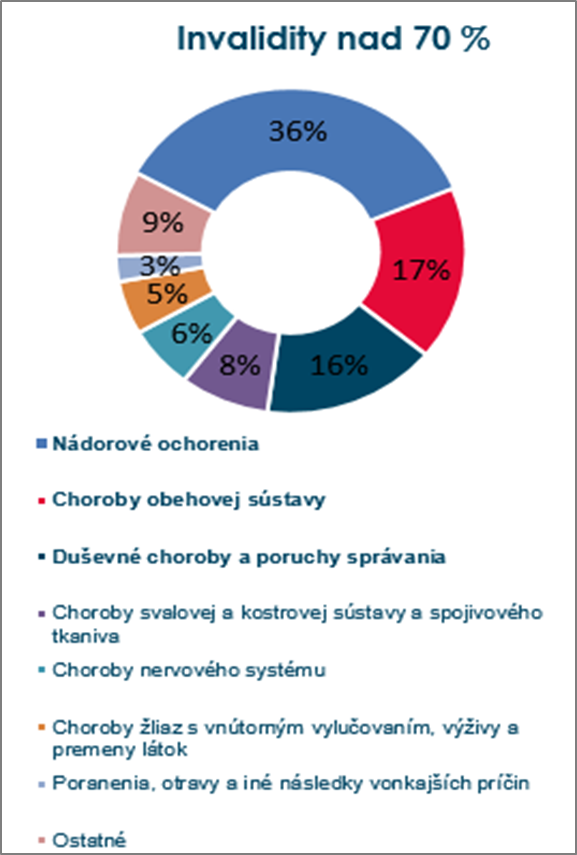 Invalidity nad 70 %
36%
17%
16%
8%
6%
5%
3%
9%
Nádorové ochorenia
Choroby obehovej sústavy
Duševné choroby a poruchy správania
Choroby svalovej a kostrovej sústavy a spojivového
tkaniva
Choroby nervového systému
Choroby žliaz s vnútorným vylučovaním, výživy a
premeny látok
Poranenia, otravy a iné následky vonkajších príčin
Ostatné